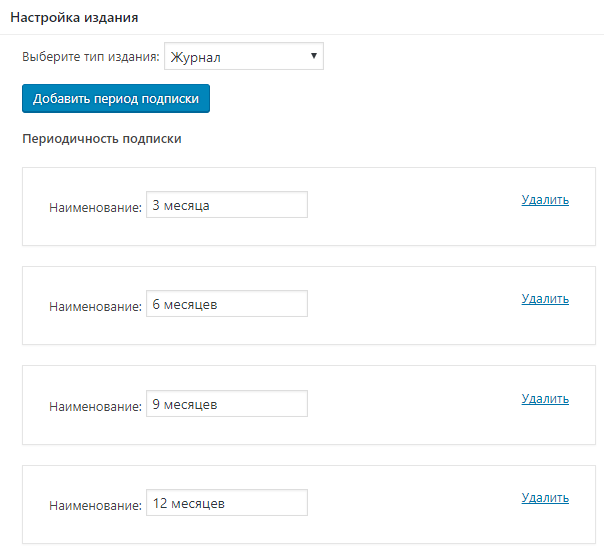 Настройка издания
Выберите тип издания: Журнал
Добавить период подписки
Периодичность подписки
Наименование: 3 месяца Удалить
Наименование: 6 месяцев Удалить
Наименование: 9 месяцев Удалить
Наименование: 12 месяцев Удалить